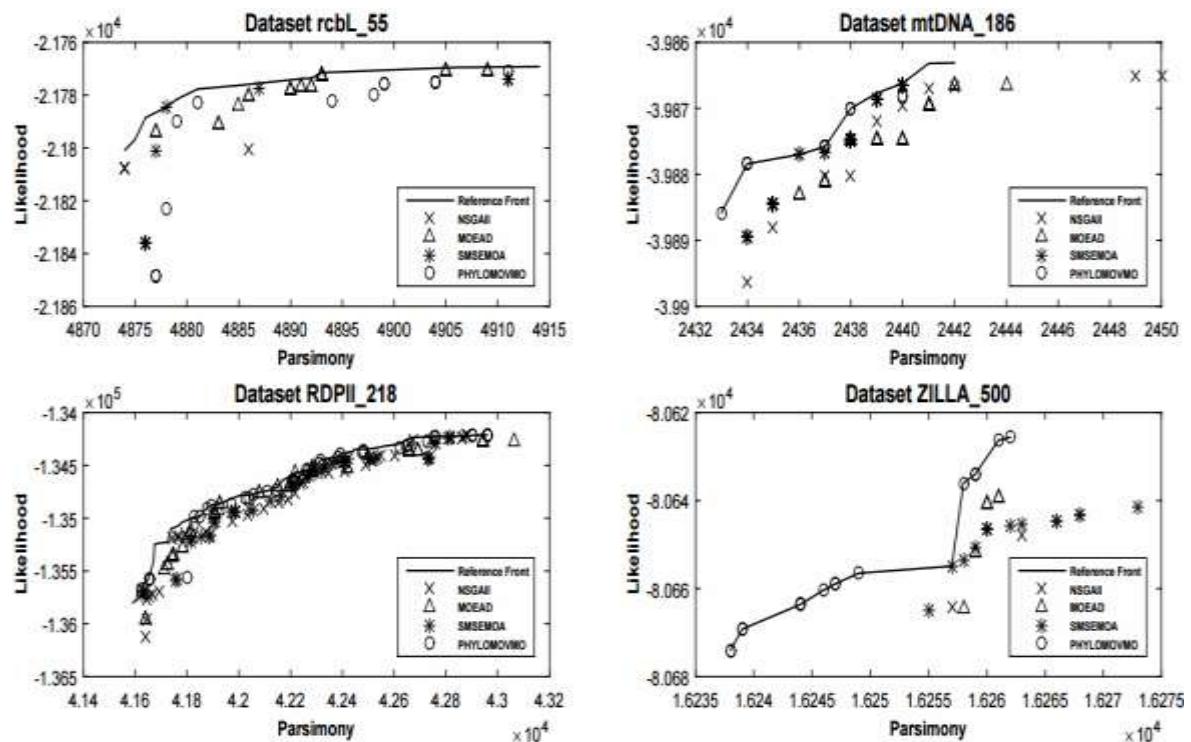 Dataset rcbL_55
×10⁴
-2.176
-2.178
-2.18
-2.182
-2.184
-2.186
Likelihood
4870 4875 4880 4885 4890 4895 4900 4905 4910 4915
Parsimony
Reference Front
NSGAII
MOEAD
SMSEMOA
PHYLOMOVMO
Dataset mtDNA_186
×10⁴
-3.986
-3.987
-3.988
-3.989
-3.99
Likelihood
2432 2434 2436 2438 2440 2442 2444 2446 2448 2450
Parsimony
Reference Front
NSGAII
MOEAD
SMSEMOA
PHYLOMOVMO
Dataset RDPII_218
×10⁵
-1.34
-1.345
-1.35
-1.355
-1.36
-1.365
Likelihood
4.14 4.16 4.18 4.2 4.22 4.24 4.26 4.28 4.3 4.32
Parsimony
×10⁴
Reference Front
NSGAII
MOEAD
SMSEMOA
PHYLOMOVMO
Dataset ZILLA_500
×10⁴
-8.062
-8.064
-8.066
-8.068
Likelihood
1.6235 1.624 1.6245 1.625 1.6255 1.626 1.6265 1.627 1.6275
Parsimony
×10⁴
Reference Front
NSGAII
MOEAD
SMSEMOA
PHYLOMOVMO